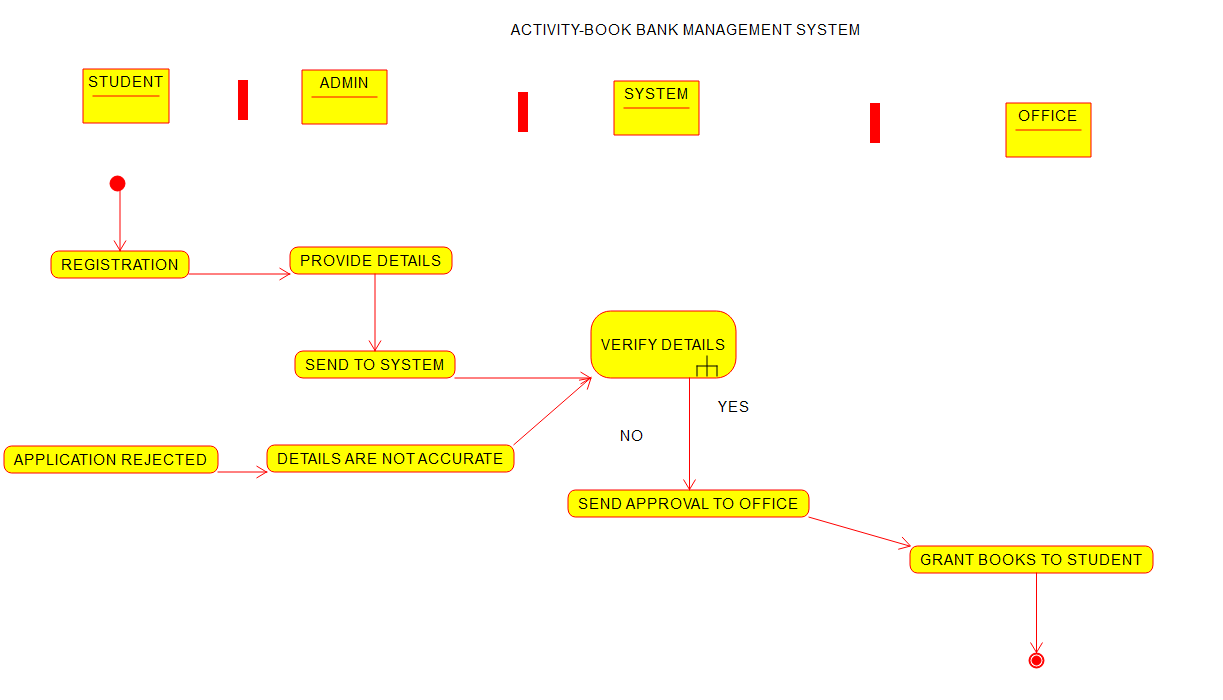 ACTIVITY-BOOK BANK MANAGEMENT SYSTEM
STUDENT
ADMIN
SYSTEM
OFFICE
REGISTRATION
PROVIDE DETAILS
VERIFY DETAILS
SEND TO SYSTEM
YES
NO
APPLICATION REJECTED
DETAILS ARE NOT ACCURATE
SEND APPROVAL TO OFFICE
GRANT BOOKS TO STUDENT